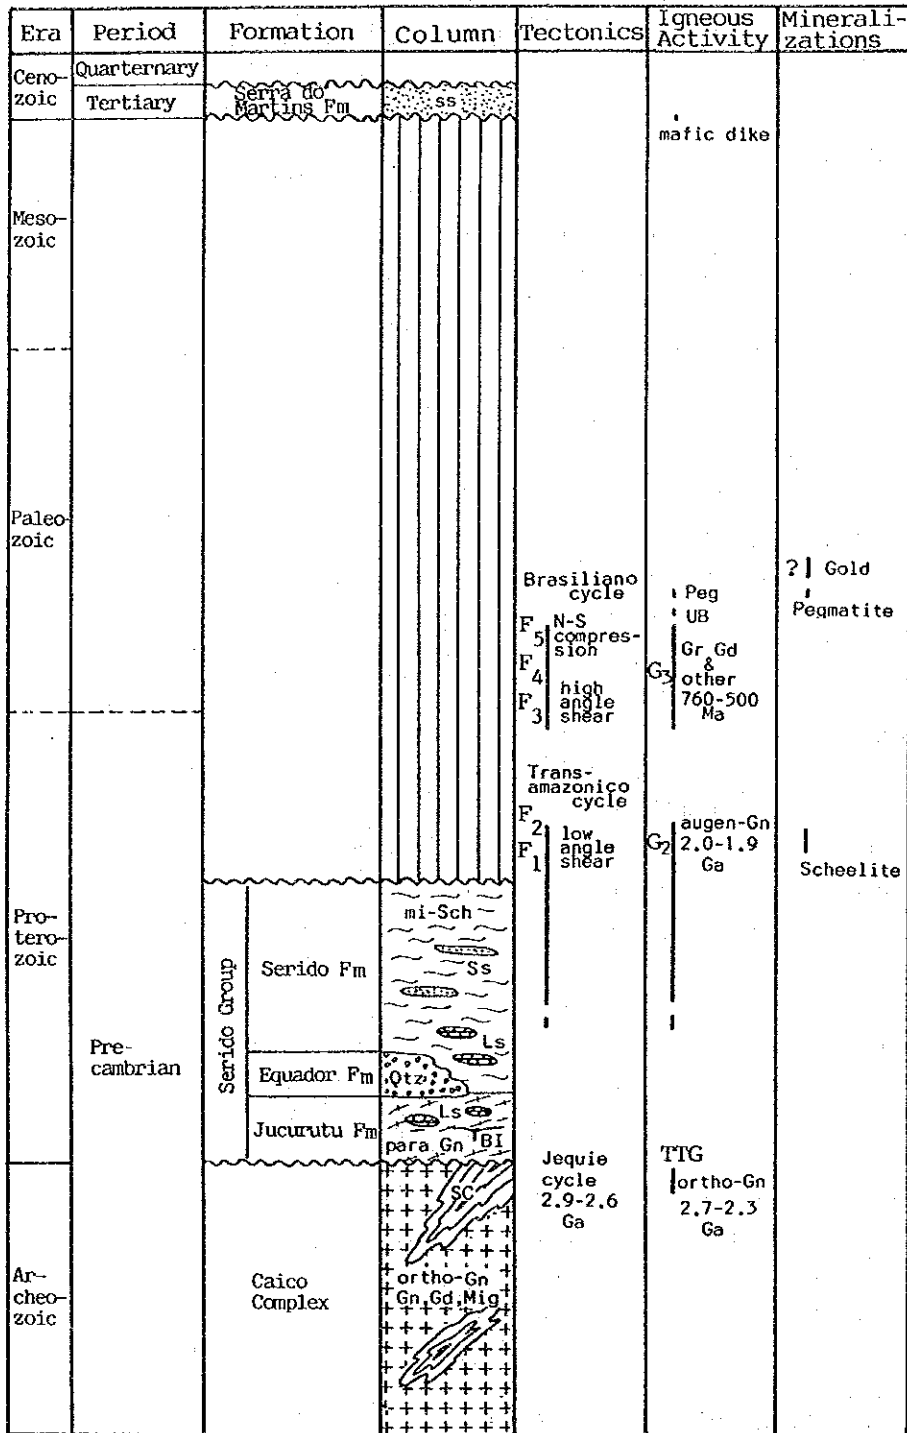 Era
Period
Formation
Column
Tectonics
Igneous
Activity
Minerali-
zations
Ceno-
zoic
Quarternary
Tertiary
Serra do
Martins Fm
ss
mafic dike
Meso-
zoic
Paleo-
zoic
Brasiliano
cycle
F5
N-S
compres-
sion
F4
F3
high
angle
shear
Peg
UB
G3
Gr, Gd
&
other
760-500
Ma
? Gold
Pegmatite
Trans-
amazonico
cycle
F2
F1
low
angle
shear
G2
augen-Gn
2.0-1.9
Ga
Scheelite
Pro-
tero-
zoic
Pre-
cambrian
Serido Group
Serido Fm
mi-Sch
Ss
Ls
Equador Fm
Qtz
Jucurutu Fm
Ls
para Gn
BI
Jequie
cycle
2.9-2.6
Ga
TTG
ortho-Gn
2.7-2.3
Ga
Ar-
cheo-
zoic
Caico
Complex
SC
ortho-Gn
Gn,Gd,Mig